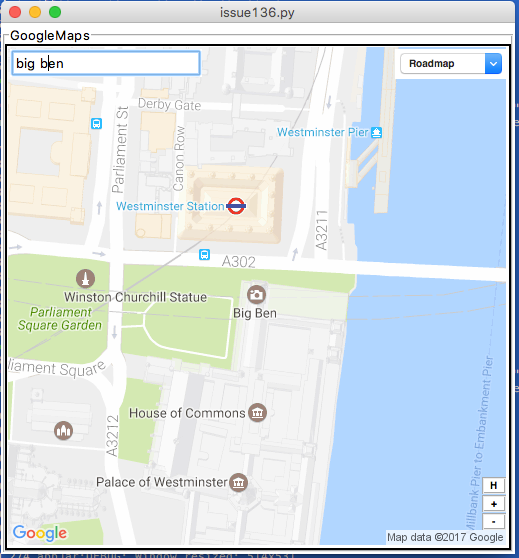 issue136.py
GoogleMaps
big ben
Roadmap
Derby Gate
Westminster Pier
Parliament St
Canon Row
Westminster Station
A3211
A302
Winston Churchill Statue
Parliament
Square Garden
Big Ben
liament Square
House of Commons
A3212
Palace of Westminster
Millbank Pier to Embankment Pier
H
+
-
Google
Map data ©2017 Google